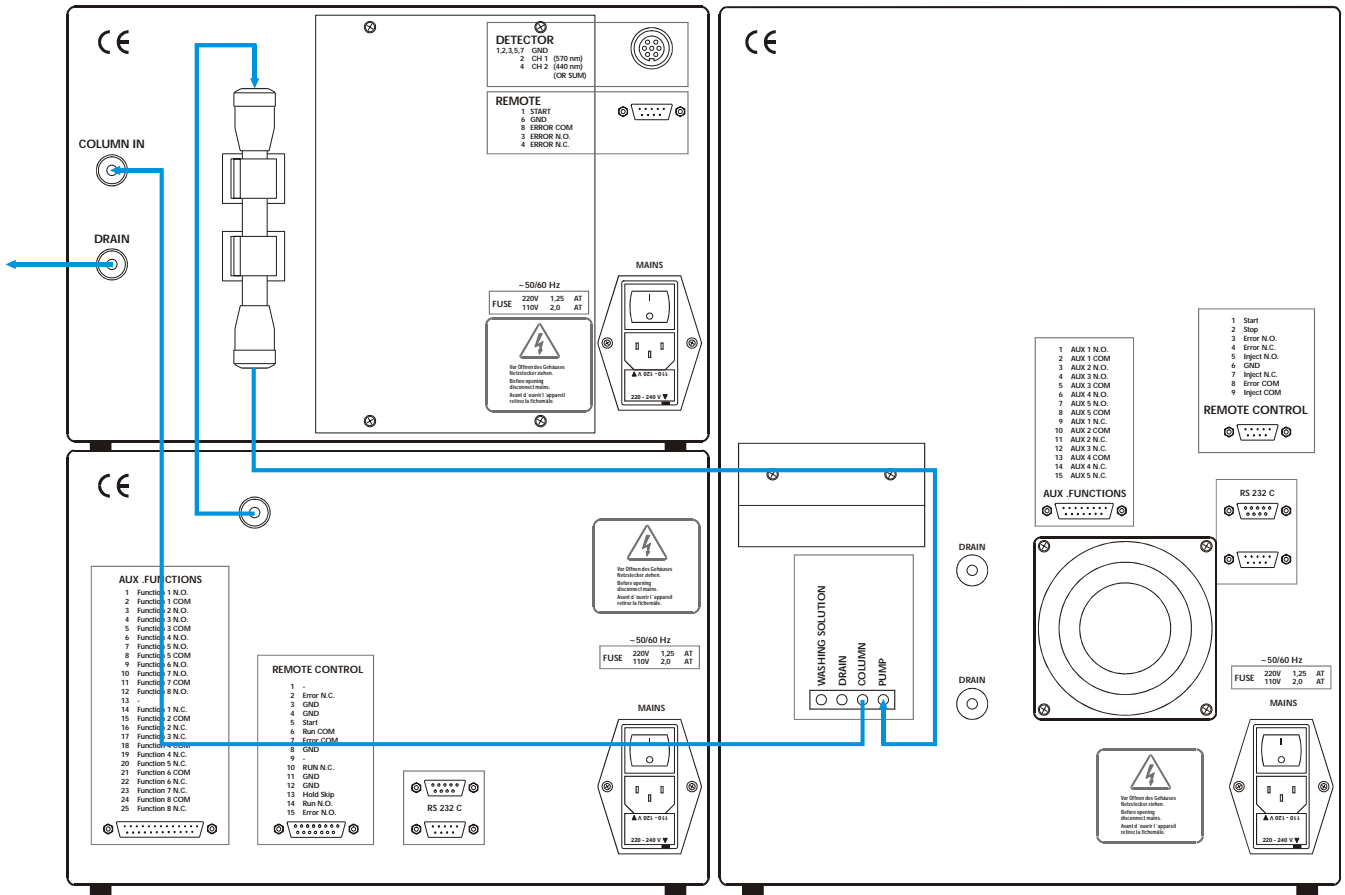 CE
DETECTOR
1,2,3,5,7 GND
2 CH 1 (570 nm)
4 CH 2 (440 nm)
(OR SUM)
REMOTE
1 START
6 GND
8 ERROR COM
3 ERROR N.O.
4 ERROR N.C.
COLUMN IN
DRAIN
~50/60 Hz
FUSE 220V 1,25 AT
110V 2,0 AT
Vor Öffnen des Gehäuses
Netzstecker ziehen.
Before opening
disconnect mains.
Avant d´ouvrir l´appareil
retirez la fichemâle.
MAINS
I
110 - 120 V
220 - 240 V
CE
AUX .FUNCTIONS
1 Function 1 N.O.
2 Function 1 COM
3 Function 2 N.O.
4 Function 3 N.O.
5 Function 3 COM
6 Function 4 N.O.
7 Function 5 N.O.
8 Function 5 COM
9 Function 6 N.O.
10 Function 7 N.O.
11 Function 7 COM
12 Function 8 N.O.
13 -
14 Function 1 N.C.
15 Function 2 COM
16 Function 2 N.C.
17 Function 3 N.C.
18 Function 4 COM
19 Function 4 N.C.
20 Function 5 N.C.
21 Function 6 COM
22 Function 6 N.C.
23 Function 7 N.C.
24 Function 8 COM
25 Function 8 N.C.
REMOTE CONTROL
1 -
2 Error N.C.
3 GND
4 GND
5 Start
6 Run COM
7 Error COM
8 GND
9 -
10 RUN N.C.
11 GND
12 GND
13 Hold Skip
14 Run N.O.
15 Error N.O.
RS 232 C
Vor Öffnen des Gehäuses
Netzstecker ziehen.
Before opening
disconnect mains.
Avant d´ouvrir l´appareil
retirez la fichemâle.
~50/60 Hz
FUSE 220V 1,25 AT
110V 2,0 AT
MAINS
I
110 - 120 V
220 - 240 V
CE
WASHING SOLUTION
DRAIN
COLUMN
PUMP
DRAIN
DRAIN
1 AUX 1 N.O.
2 AUX 1 COM
3 AUX 2 N.O.
4 AUX 3 N.O.
5 AUX 3 COM
6 AUX 4 N.O.
7 AUX 5 N.O.
8 AUX 5 COM
9 AUX 1 N.C.
10 AUX 2 COM
11 AUX 2 N.C.
12 AUX 3 N.C.
13 AUX 4 COM
14 AUX 4 N.C.
15 AUX 5 N.C.
AUX .FUNCTIONS
1 Start
2 Stop
3 Error N.O.
4 Error N.C.
5 Inject N.O.
6 GND
7 Inject N.C.
8 Error COM
9 Inject COM
REMOTE CONTROL
RS 232 C
~50/60 Hz
FUSE 220V 1,25 AT
110V 2,0 AT
MAINS
I
110 - 120 V
220 - 240 V
Vor Öffnen des Gehäuses
Netzstecker ziehen.
Before opening
disconnect mains.
Avant d´ouvrir l´appareil
retirez la fichemâle.